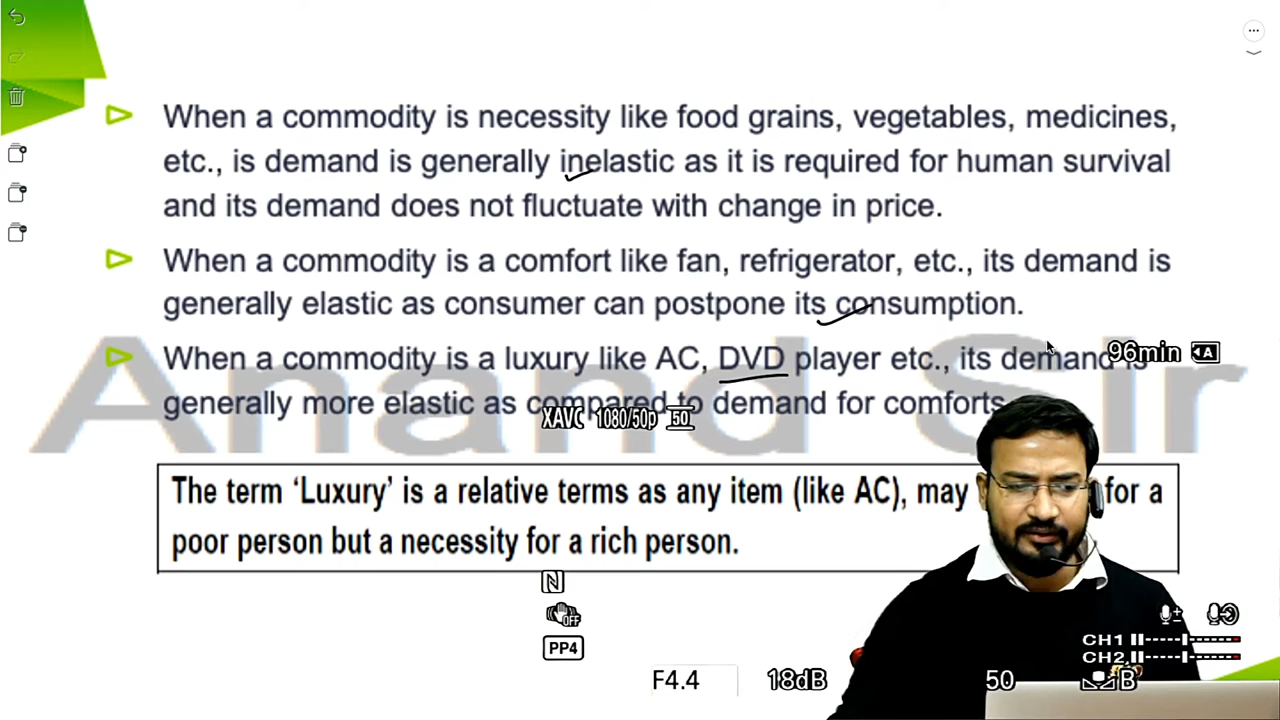 When a commodity is necessity like food grains, vegetables, medicines,
etc., is demand is generally inelastic as it is required for human survival
and its demand does not fluctuate with change in price.
When a commodity is a comfort like fan, refrigerator, etc., its demand is
generally elastic as consumer can postpone its consumption.
When a commodity is a luxury like AC, DVD player etc., its demand is
96min A
generally more elastic as compared to demand for comforts
Anand Sir
XAVC 1080/50p 50
The term ‘Luxury’ is a relative terms as any item (like AC), may for a
poor person but a necessity for a rich person.
N
OFF
PP4
CH1
CH2
F4.4 18dB 50 B